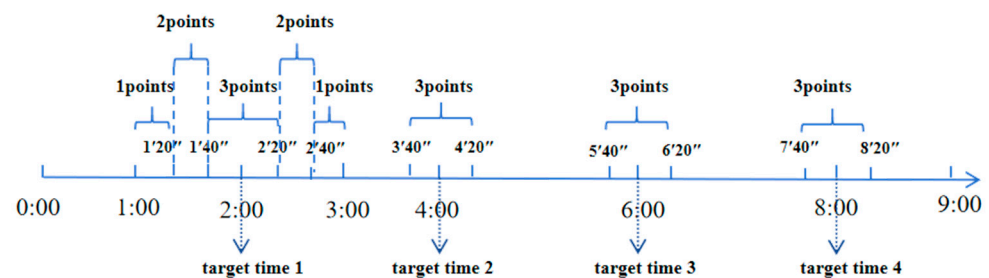 2points 2points
1points 3points 1points 3points 3points 3points
1′20″ 1′40″ 2′20″ 2′40″ 3′40″ 4′20″ 5′40″ 6′20″ 7′40″ 8′20″
0:00 1:00 2:00 3:00 4:00 6:00 8:00 9:00
target time 1 target time 2 target time 3 target time 4